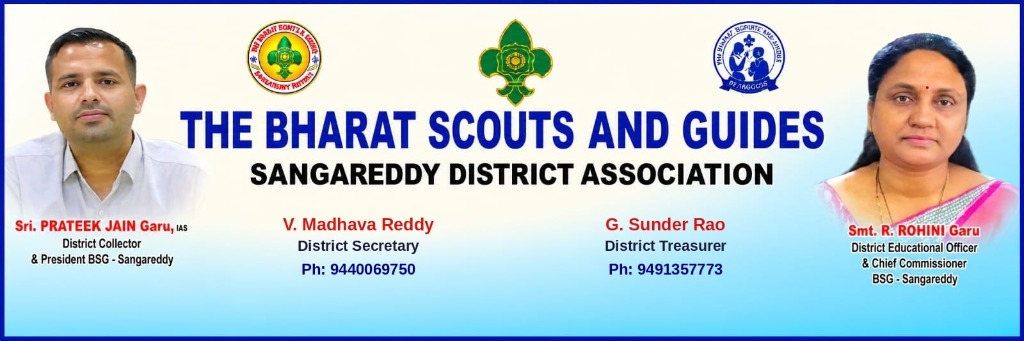 THE BHARAT SCOUTS AND GUIDES
SANGAREDDY DISTRICT ASSOCIATION
Sri. PRATEEK JAIN Garu, IAS
District Collector
& President BSG - Sangareddy
V. Madhava Reddy
District Secretary
Ph: 9440069750
G. Sunder Rao
District Treasurer
Ph: 9491357773
Smt. R. ROHINI Garu
District Educational Officer
& Chief Commissioner
BSG - Sangareddy